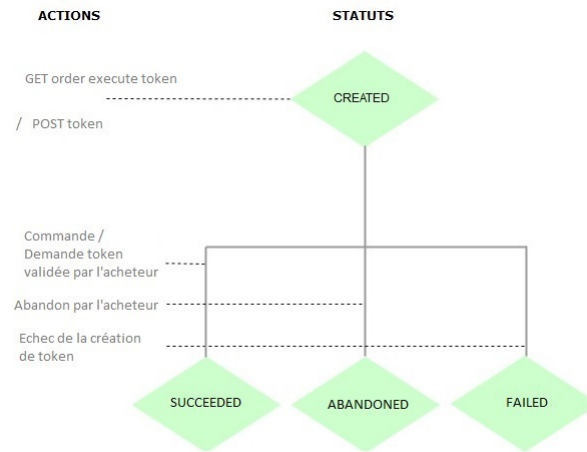 ACTIONS
STATUTS
GET order execute token
/ POST token
CREATED
Commande /
Demande token
validée par l'acheteur
Abandon par l'acheteur
Echec de la création
de token
SUCCEEDED
ABANDONED
FAILED